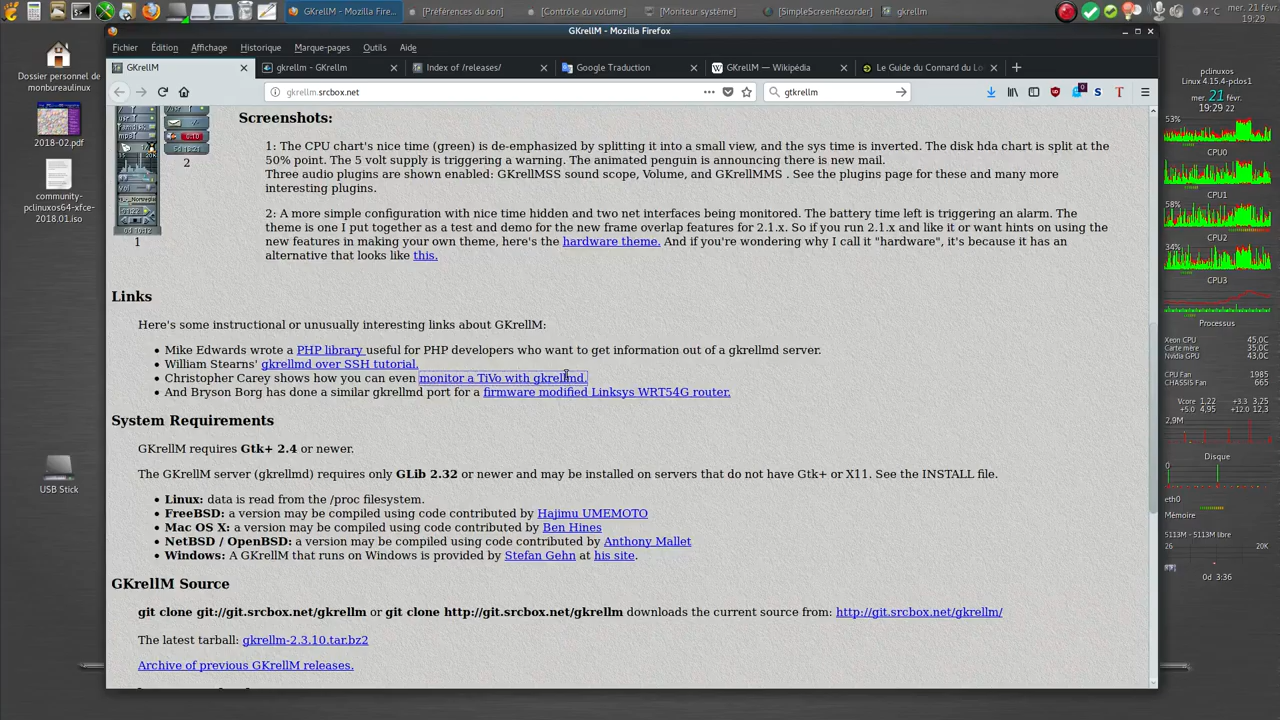 GKrellM - Mozilla Firefox
[Contrôle du volume]
[Moniteur système]
[SimpleScreenRecorder]
gkrellm
4 °C
mer. 21 févr.
19:29
GKrellM - Mozilla Firefox
Fichier Édition Affichage Historique Marque-pages Outils Aide
GKrellM
gkrellm - GKrellm
Index of /releases/
Google Traduction
GKrellM — Wikipédia
Le Guide du Connard du Lo
gkrellm.srcbox.net
gtkrellm
Dossier personnel de
monbureaulinux
2018-02.pdf
community-
pclinuxos64-xfce-
2018.01.iso
USB Stick
2
1
Screenshots:
1: The CPU chart's nice time (green) is de-emphasized by splitting it into a small view, and the sys time is inverted. The disk hda chart is split at the
50% point. The 5 volt supply is triggering a warning. The animated penguin is announcing there is new mail.
Three audio plugins are shown enabled: GKrellMSS sound scope, Volume, and GKrellMMS . See the plugins page for these and many more
interesting plugins.
2: A more simple configuration with nice time hidden and two net interfaces being monitored. The battery time left is triggering an alarm. The
theme is one I put together as a test and demo for the new frame overlap features for 2.1.x. So if you run 2.1.x and like it or want hints on using the
new features in making your own theme, here's the hardware theme. And if you're wondering why I call it "hardware", it's because it has an
alternative that looks like this.
Links
Here's some instructional or unusually interesting links about GKrellM:
• Mike Edwards wrote a PHP library useful for PHP developers who want to get information out of a gkrellmd server.
• William Stearns' gkrellmd over SSH tutorial.
• Christopher Carey shows how you can even monitor a TiVo with gkrellmd.
• And Bryson Borg has done a similar gkrellmd port for a firmware modified Linksys WRT54G router.
System Requirements
GKrellM requires Gtk+ 2.4 or newer.
The GKrellM server (gkrellmd) requires only GLib 2.32 or newer and may be installed on servers that do not have Gtk+ or X11. See the INSTALL file.
• Linux: data is read from the /proc filesystem.
• FreeBSD: a version may be compiled using code contributed by Hajimu UMEMOTO
• Mac OS X: a version may be compiled using code contributed by Ben Hines
• NetBSD / OpenBSD: a version may be compiled using code contributed by Anthony Mallet
• Windows: A GKrellM that runs on Windows is provided by Stefan Gehn at his site.
GKrellM Source
git clone git://git.srcbox.net/gkrellm or git clone http://git.srcbox.net/gkrellm downloads the current source from: http://git.srcbox.net/gkrellm/
The latest tarball: gkrellm-2.3.10.tar.bz2
Archive of previous GKrellM releases.
pclinuxos
Linux 4.15.4-pclos1
mer. 21 févr.
19:29 22
53%
CPU0
17%
CPU1
58%
CPU2
34%
CPU3
Processus
Xeon CPU 45,0C
Carte mère 35,0C
Nvidia GPU 43,0C
CPU Fan 1985
CHASSIS Fan 665
Vcore V 1,22 +3.3 3,25
+5.0 4,95 +12.0 12,3
2,9M
Disque
0
eth0
Mémoire
5113M - 5113M libre
26 20K
0d 3:36